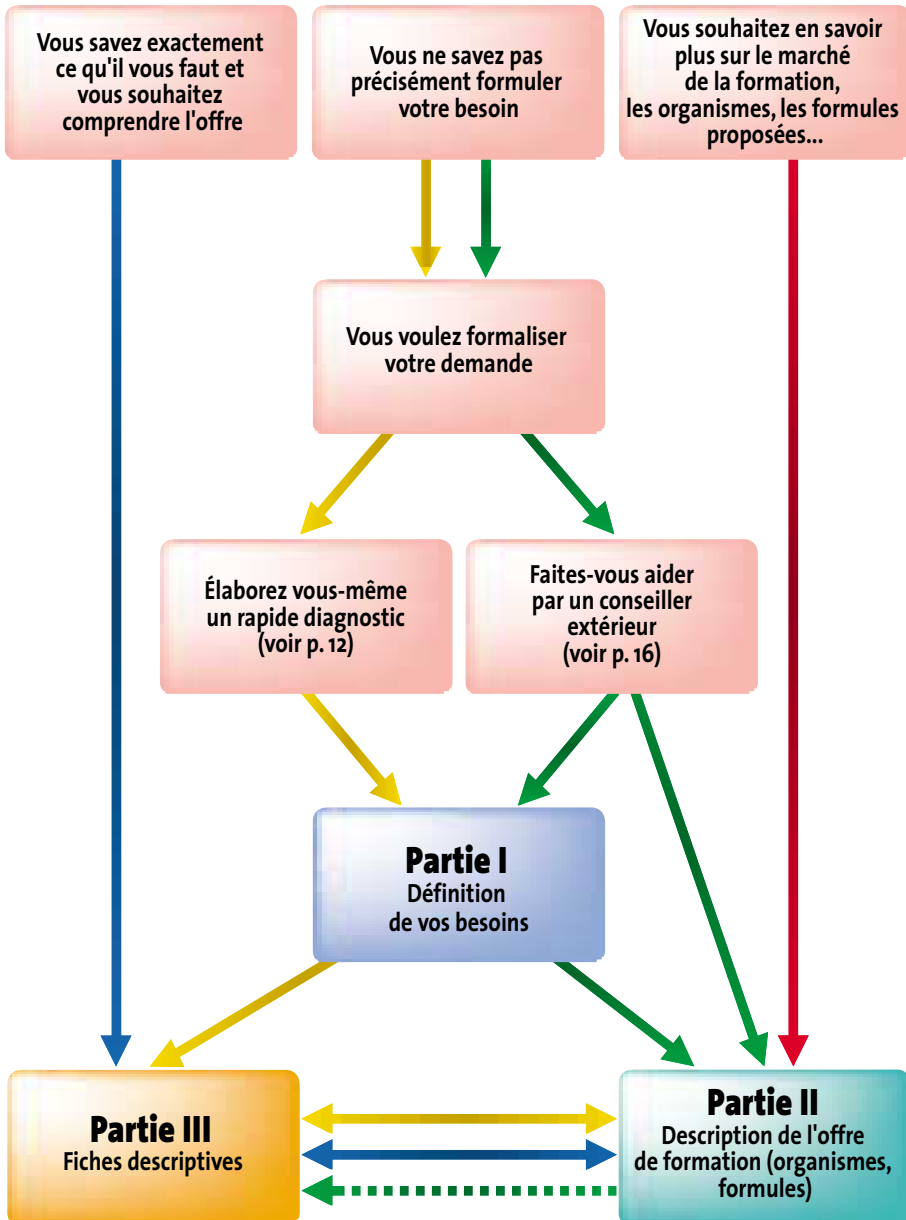 Vous savez exactement
ce qu'il vous faut et
vous souhaitez
comprendre l'offre
Vous ne savez pas
précisément formuler
votre besoin
Vous souhaitez en savoir
plus sur le marché
de la formation,
les organismes, les formules
proposées...
Vous voulez formaliser
votre demande
Élaborez vous-même
un rapide diagnostic
(voir p. 12)
Faites-vous aider
par un conseiller
extérieur
(voir p. 16)
Partie I
Définition
de vos besoins
Partie III
Fiches descriptives
Partie II
Description de l'offre
de formation (organismes,
formules)